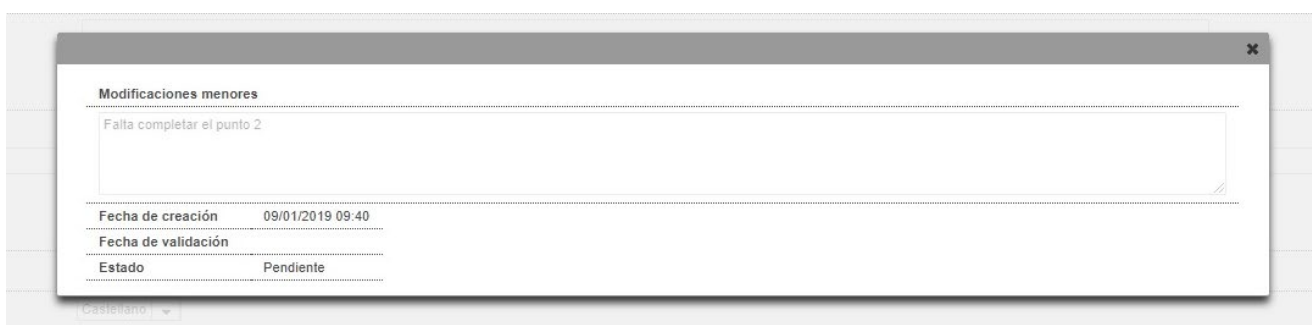 Modificaciones menores
Falta completar el punto 2
Fecha de creación 09/01/2019 09:40
Fecha de validación
Estado Pendiente
Castellano